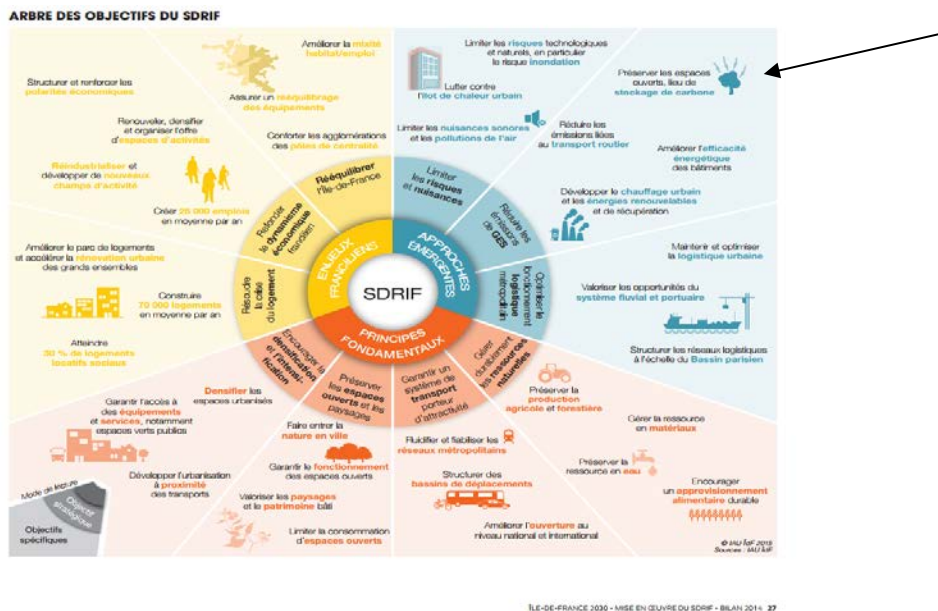 ARBRE DES OBJECTIFS DU SDRIF
Améliorer la mixité
habitat/emploi
Structurer et renforcer les
polarités économiques
Assurer un rééquilibrage
des équipements
Renouveler, densifier
et organiser l'offre
d'espaces d'activités
Conforter les agglomérations
des pôles de centralité
Réindustrialiser et
développer de nouveaux
champs d'activité
Créer 28 000 emplois
en moyenne par an
Améliorer le parc de logements
et accélérer la rénovation urbaine
des grands ensembles
Construire
70 000 logements
en moyenne par an
Atteindre
30 % de logements
locatifs sociaux
Limiter les risques technologiques
et naturels, en particulier
le risque inondation
Lutter contre
l'îlot de chaleur urbain
Limiter les nuisances sonores
et les pollutions de l'air
Préserver les espaces
ouverts, lieu de
stockage de carbone
Réduire les
émissions liées
au transport routier
Améliorer l'efficacité
énergétique
des bâtiments
Développer le chauffage urbain
et les énergies renouvelables
et de récupération
Maintenir et optimiser
la logistique urbaine
Valoriser les opportunités du
système fluvial et portuaire
Structurer les réseaux logistiques
à l'échelle du Bassin parisien
Rééquilibrer
l'Île-de-France
Refonder
le dynamisme
économique
francilien
Résoudre
la crise
du logement
Limiter
les risques
et nuisances
Réduire les
émissions
de GES
Optimiser le
fonctionnement
logistique
métropolitain
ENJEUX
FRANCILIENS
APPROCHES
ÉMERGENTES
SDRIF
PRINCIPES
FONDAMENTAUX
Encourager la
densification
et l'intensi-
fication
Préserver
les espaces
ouverts et les
paysages
Garantir un
système de
transport
porteur
d'attractivité
Gérer
durablement
les ressources
naturelles
Densifier les
espaces urbanisés
Garantir l'accès à
des équipements
et services, notamment
espaces verts publics
Développer l'urbanisation
à proximité
des transports
Faire entrer la
nature en ville
Garantir le fonctionnement
des espaces ouverts
Valoriser les paysages
et le patrimoine bâti
Limiter la consommation
d'espaces ouverts
Fluidifier et fiabiliser les
réseaux métropolitains
Structurer des
bassins de déplacements
Améliorer l'ouverture au
niveau national et international
Préserver la
production
agricole et forestière
Gérer la ressource
en matériaux
Préserver la
ressource en eau
Encourager
un approvisionnement
alimentaire durable
Mode de lecture
Objectif
stratégique
Objectifs
spécifiques
© IAU ÎdF 2015
Sources : IAU ÎdF
ÎLE-DE-FRANCE 2030 • MISE EN ŒUVRE DU SDRIF • BILAN 2014 27